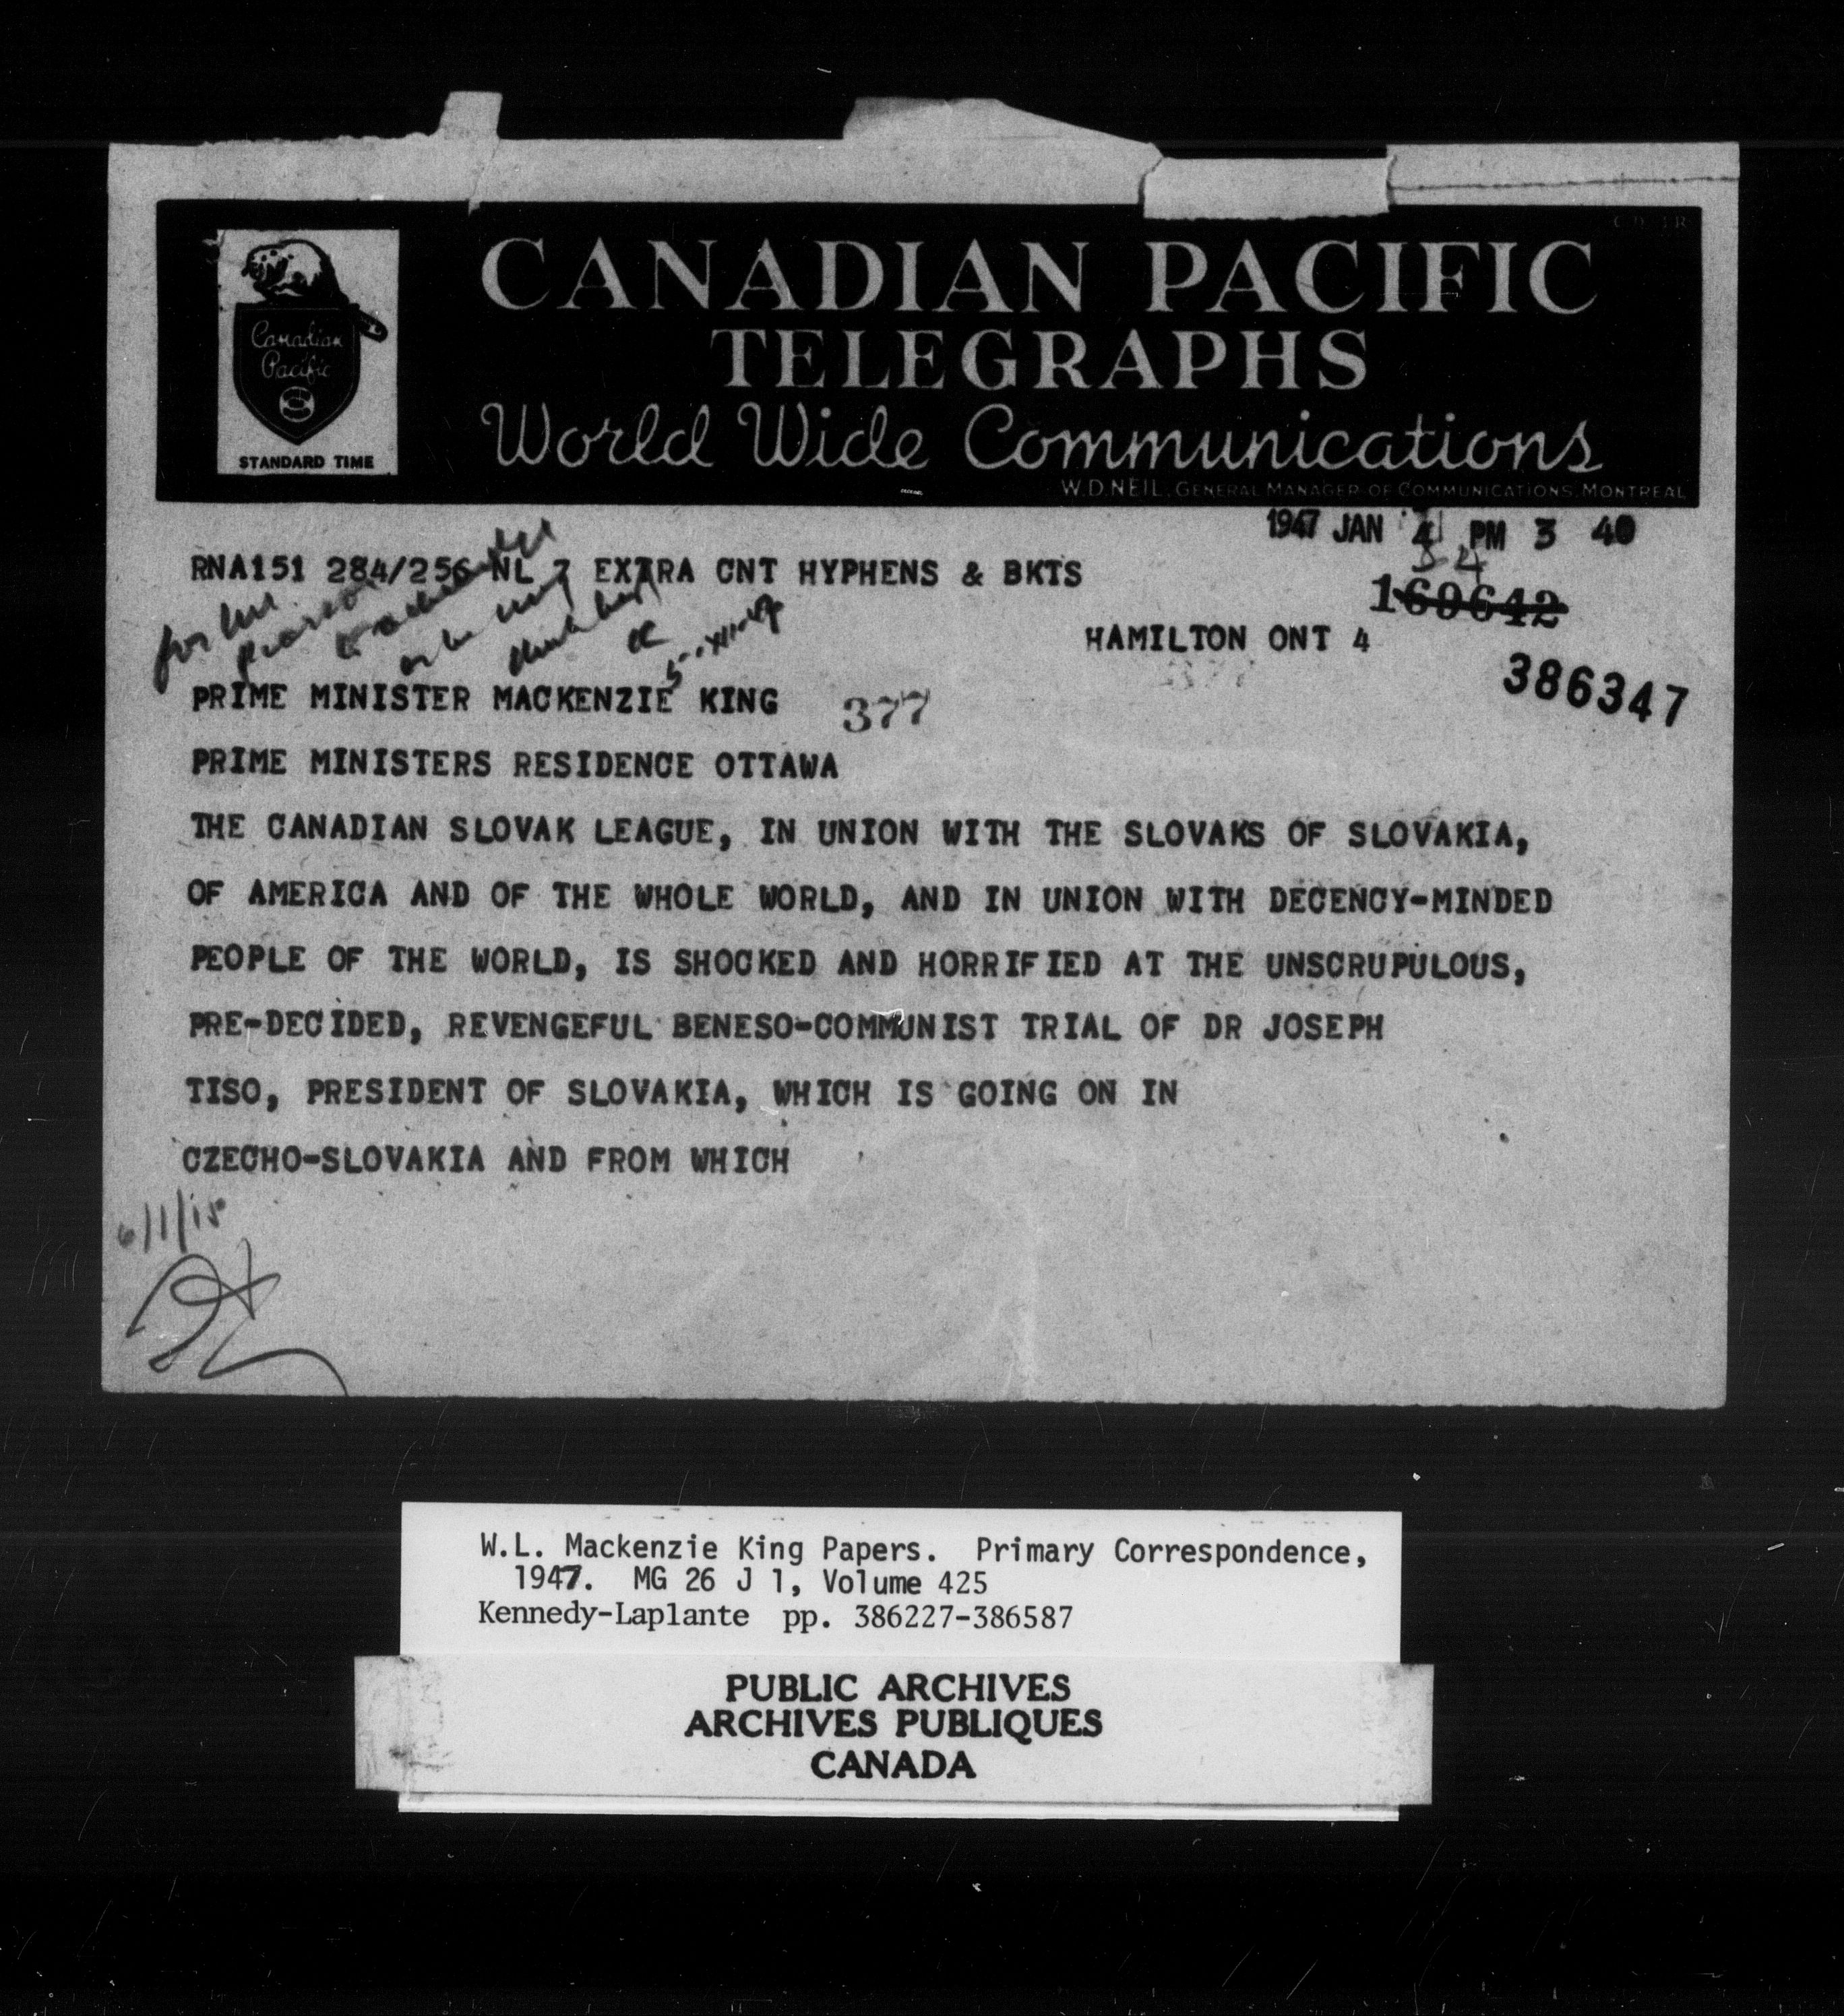 CANADIAN PACIFIC
TELEGRAPHS
World Wide Communications
W.D. NEIL, GENERAL MANAGER OF COMMUNICATIONS, MONTREAL
Canadian
Pacific
STANDARD TIME
1947 JAN 4 PM 3 40
RNA151 284/256 NL 7 EXTRA CNT HYPHENS & BKTS
169642
HAMILTON ONT 4
386347
for Mr
PRIME MINISTER MACKENZIE KING
377
PRIME MINISTERS RESIDENCE OTTAWA
THE CANADIAN SLOVAK LEAGUE, IN UNION WITH THE SLOVAKS OF SLOVAKIA,
OF AMERICA AND OF THE WHOLE WORLD, AND IN UNION WITH DECENCY-MINDED
PEOPLE OF THE WORLD, IS SHOCKED AND HORRIFIED AT THE UNSCRUPULOUS,
PRE-DECIDED, REVENGEFUL BENESO-COMMUNIST TRIAL OF DR JOSEPH
TISO, PRESIDENT OF SLOVAKIA, WHICH IS GOING ON IN
CZECHO-SLOVAKIA AND FROM WHICH
W.L. Mackenzie King Papers. Primary Correspondence,
1947. MG 26 J 1, Volume 425
Kennedy-Laplante pp. 386227-386587
PUBLIC ARCHIVES
ARCHIVES PUBLIQUES
CANADA